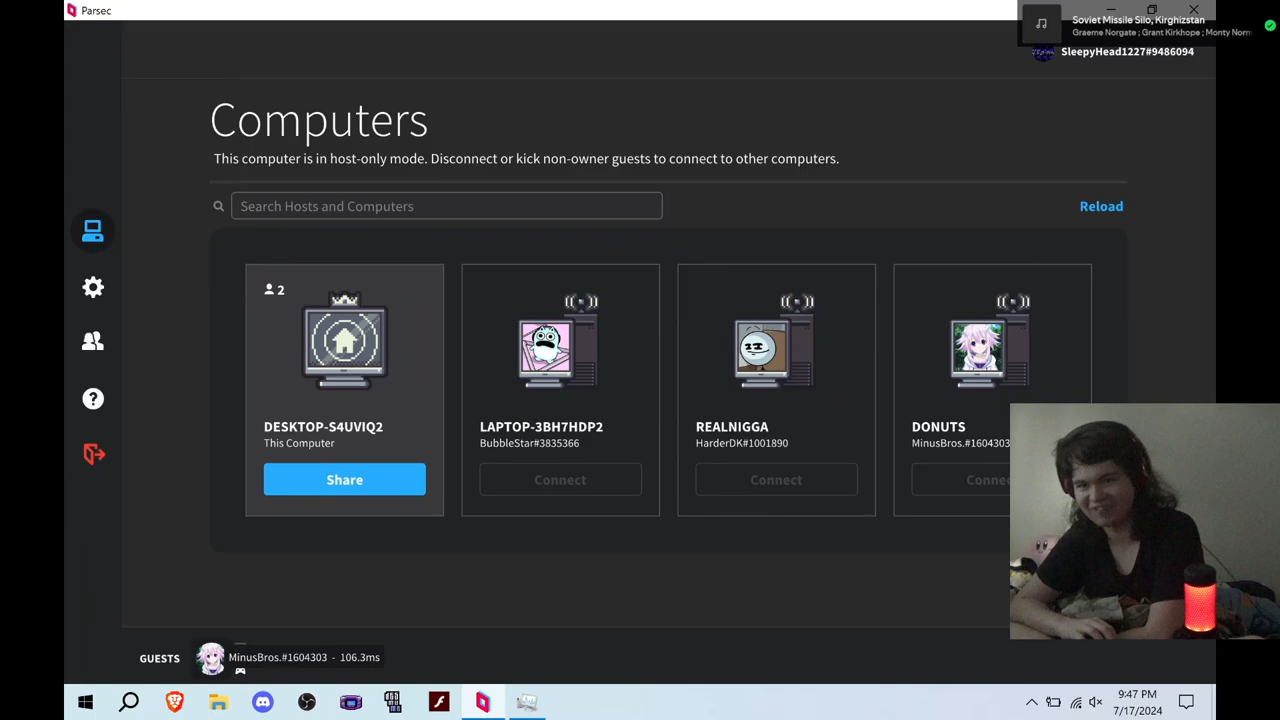 Parsec
Soviet Missile Silo, Kirghizstan
Graeme Norgate ; Grant Kirkhope ; Monty Norm
SleepyHead1227#9486094
Computers
This computer is in host-only mode. Disconnect or kick non-owner guests to connect to other computers.
Search Hosts and Computers
Reload
2
DESKTOP-S4UVIQ2
This Computer
Share
LAPTOP-3BH7HDP2
BubbleStar#3835366
Connect
REALNIGGA
HarderDK#1001890
Connect
DONUTS
MinusBros.#1604303
Connec
GUESTS
MinusBros.#1604303 - 106.3ms
9:47 PM
7/17/2024